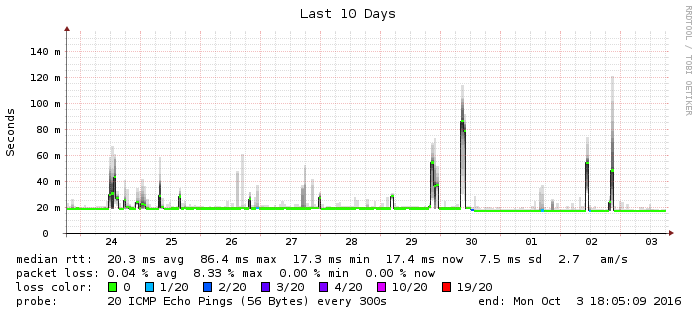 Last 10 Days
RRDTOOL / TOBI OETIKER
Seconds
140 m
120 m
100 m
80 m
60 m
40 m
20 m
0
24 25 26 27 28 29 30 01 02 03
median rtt: 20.3 ms avg 86.4 ms max 17.3 ms min 17.4 ms now 7.5 ms sd 2.7 am/s
packet loss: 0.04 % avg 8.33 % max 0.00 % min 0.00 % now
loss color: 0 1/20 2/20 3/20 4/20 10/20 19/20
probe: 20 ICMP Echo Pings (56 Bytes) every 300s end: Mon Oct 3 18:05:09 2016